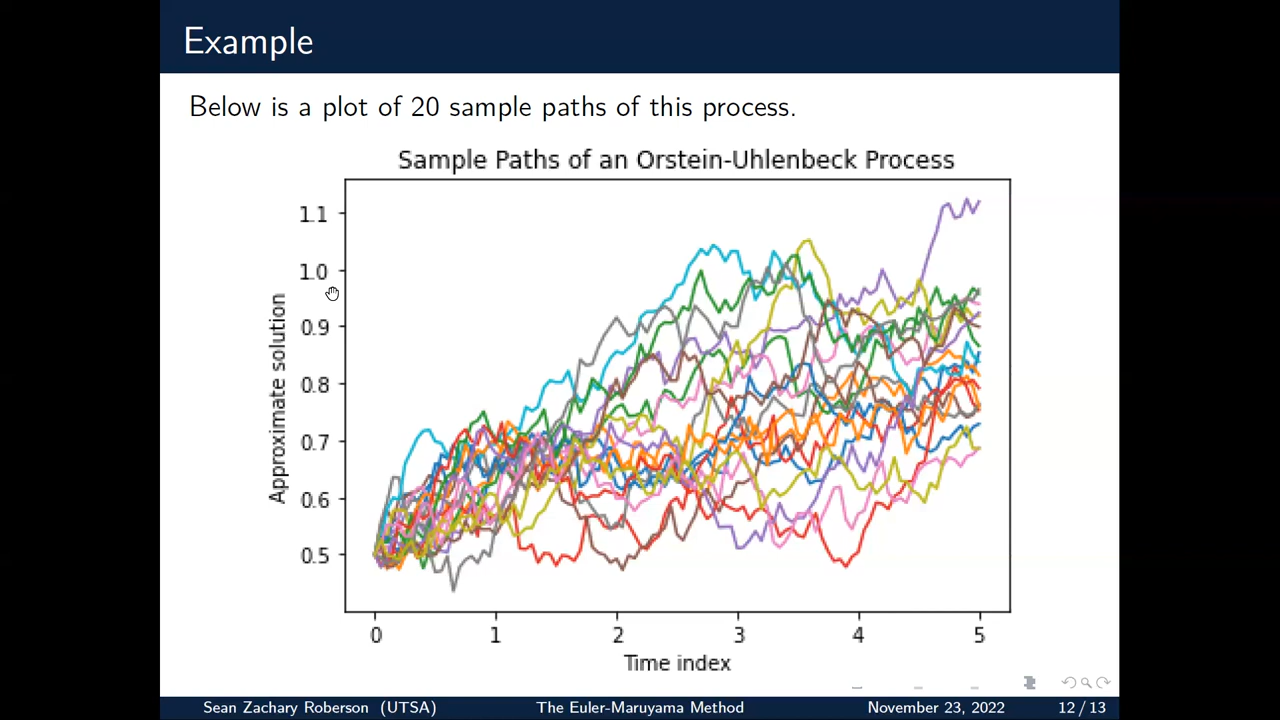 Example
Below is a plot of 20 sample paths of this process.
Sample Paths of an Orstein-Uhlenbeck Process
1.1
1.0
0.9
0.8
0.7
0.6
0.5
Approximate solution
0 1 2 3 4 5
Time index
Sean Zachary Roberson (UTSA) The Euler-Maruyama Method November 23, 2022 12 / 13